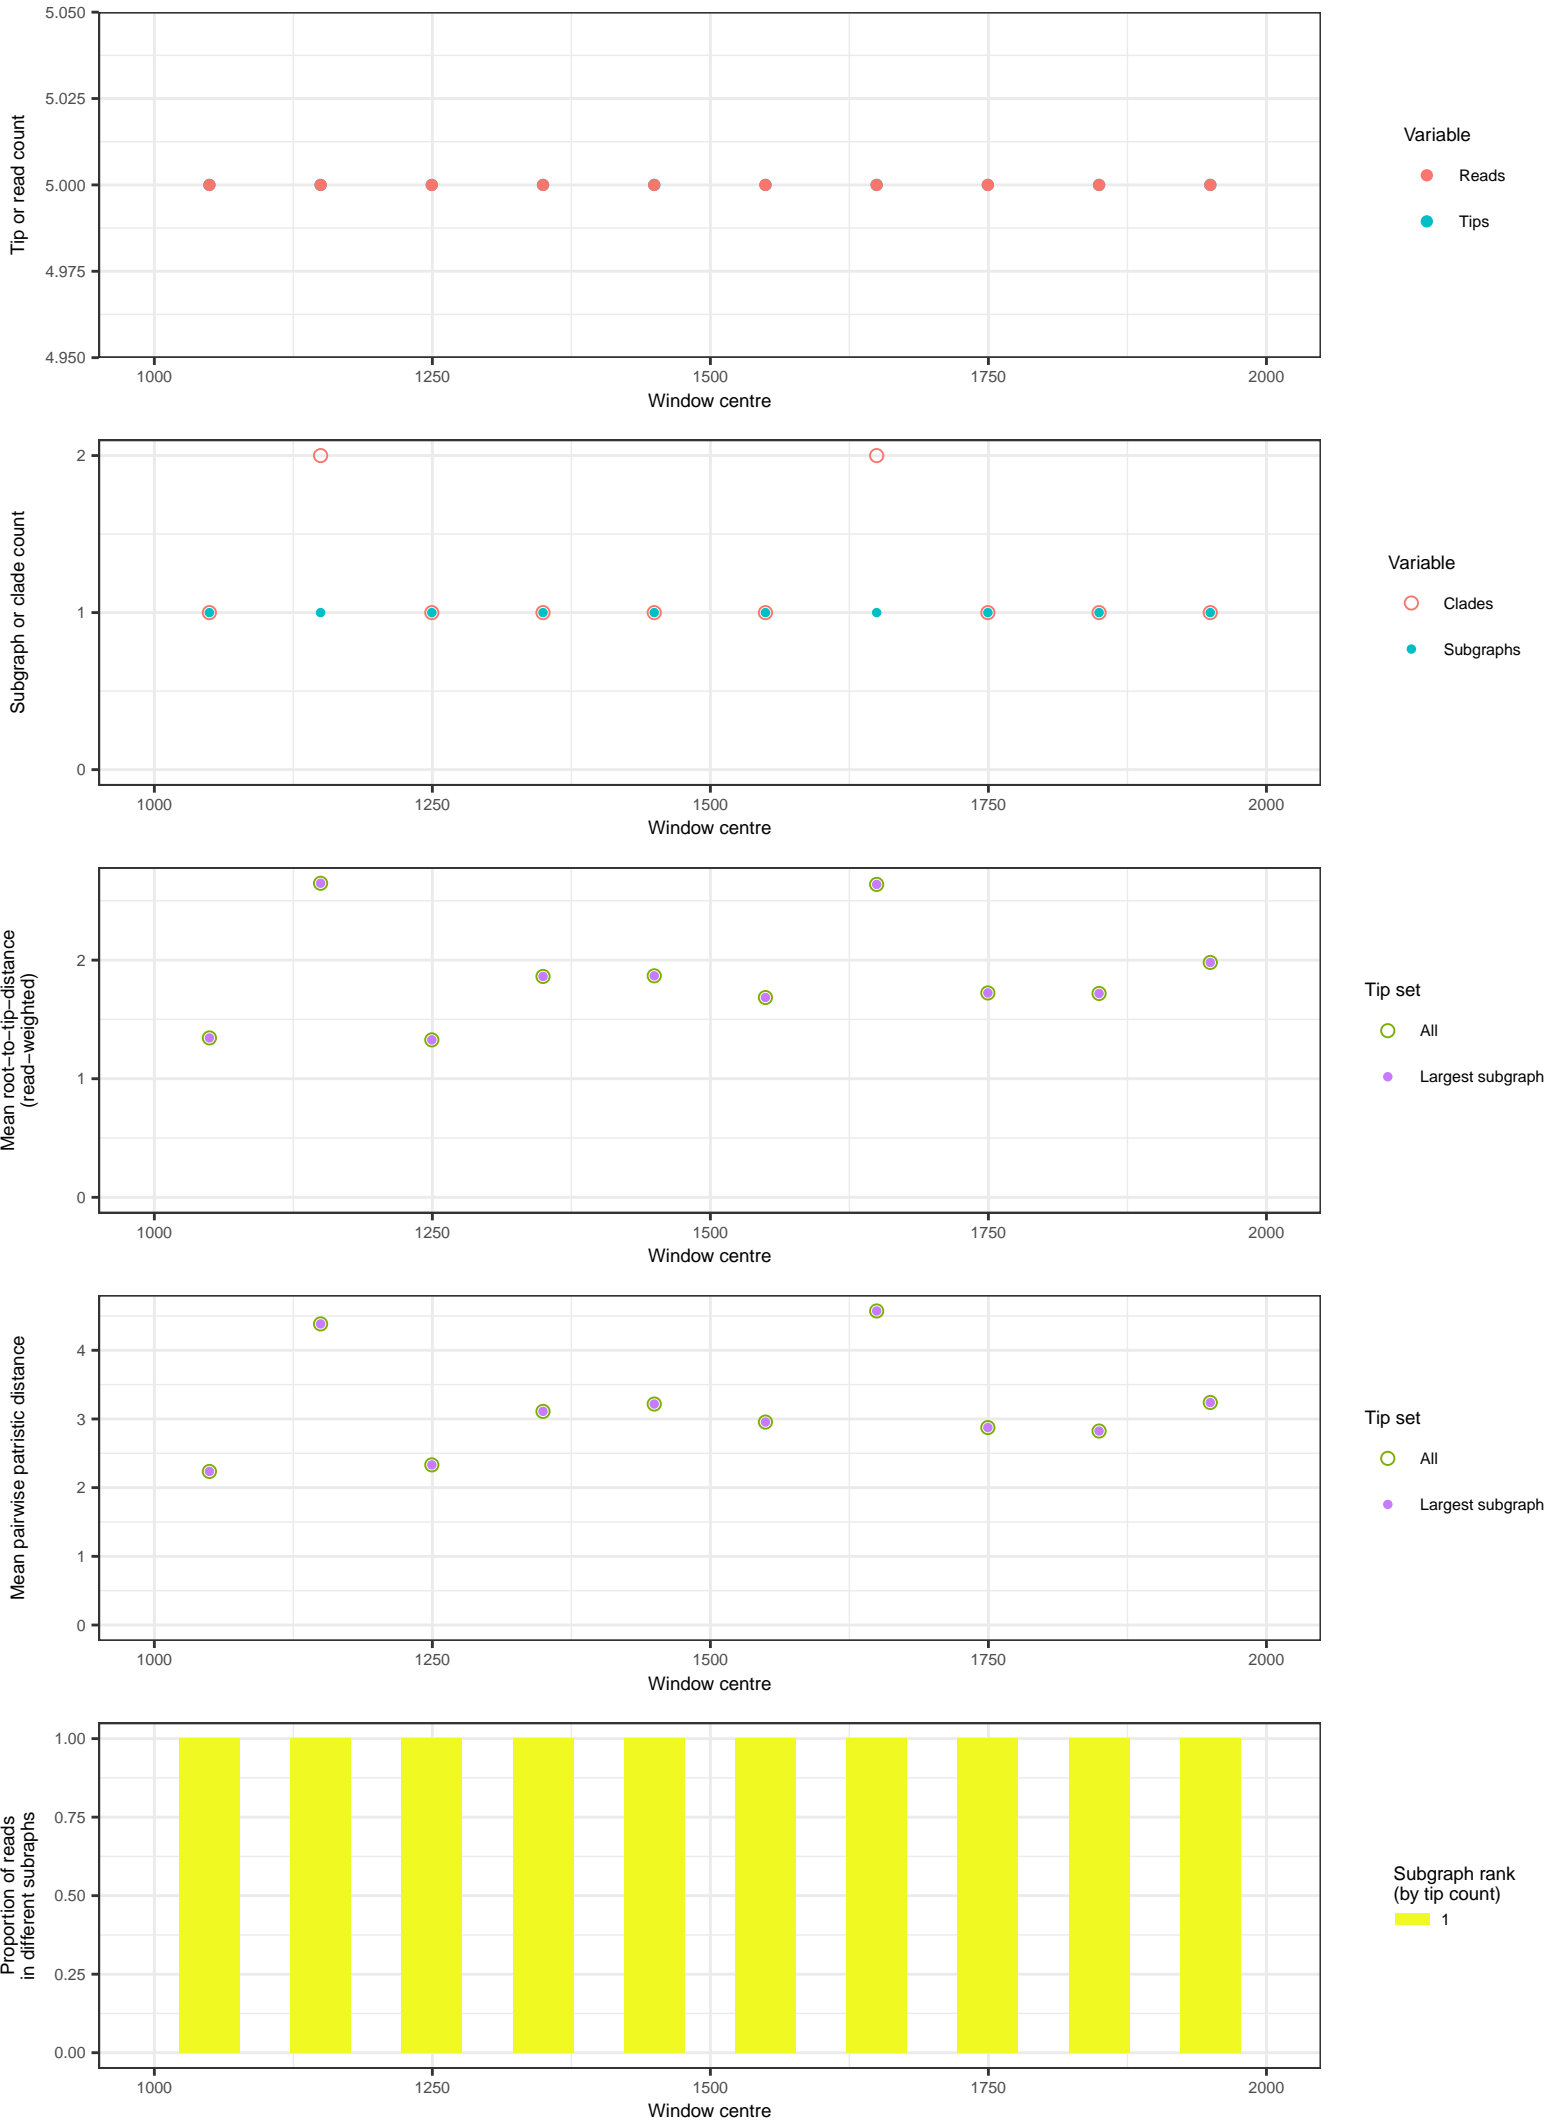 5.050
5.025
5.000
4.975
4.950
Tip or read count
1000 1250 1500 1750 2000
Window centre
Variable
Reads
Tips
2
1
0
Subgraph or clade count
1000 1250 1500 1750 2000
Window centre
Variable
Clades
Subgraphs
2
1
0
Mean root−to−tip−distance
(read−weighted)
1000 1250 1500 1750 2000
Window centre
Tip set
All
Largest subgraph
4
3
2
1
0
Mean pairwise patristic distance
1000 1250 1500 1750 2000
Window centre
Tip set
All
Largest subgraph
1.00
0.75
0.50
0.25
0.00
Proportion of reads
in different subraphs
1000 1250 1500 1750 2000
Window centre
Subgraph rank
(by tip count)
1